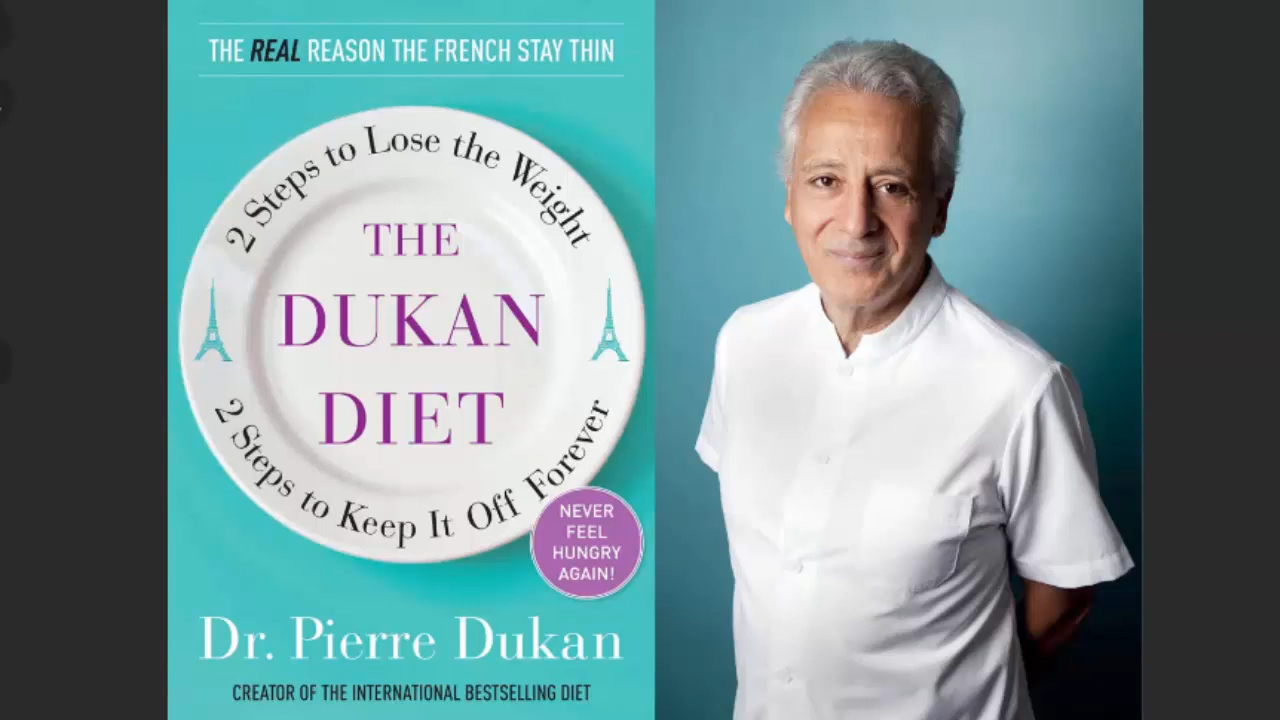 THE REAL REASON THE FRENCH STAY THIN
2 Steps to Lose the Weight
THE
DUKAN
DIET
2 Steps to Keep It Off Forever
NEVER
FEEL
HUNGRY
AGAIN!
Dr. Pierre Dukan
CREATOR OF THE INTERNATIONAL BESTSELLING DIET